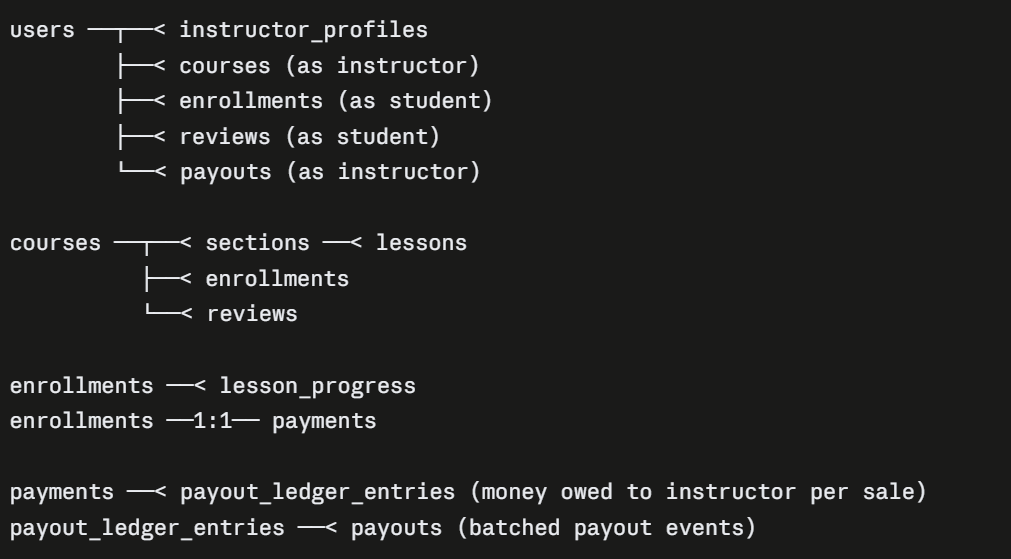 users ──┬──< instructor_profiles
├──< courses (as instructor)
├──< enrollments (as student)
├──< reviews (as student)
└──< payouts (as instructor)
courses ──┬──< sections ──< lessons
├──< enrollments
└──< reviews
enrollments ──< lesson_progress
enrollments ──1:1── payments
payments ──< payout_ledger_entries (money owed to instructor per sale)
payout_ledger_entries ──< payouts (batched payout events)